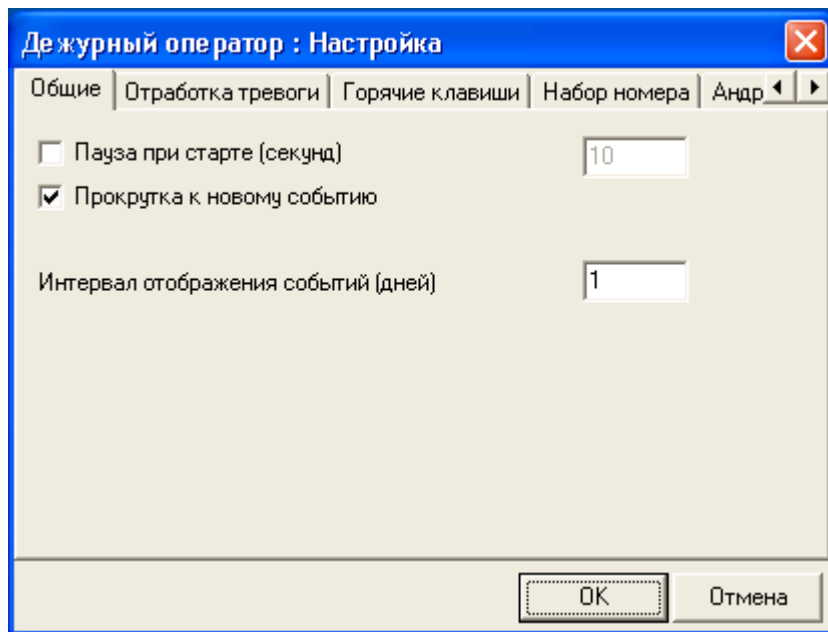 Дежурный оператор : Настройка
Общие Отработка тревоги Горячие клавиши Набор номера Андр
Пауза при старте (секунд) 10
Прокрутка к новому событию
Интервал отображения событий (дней) 1
OK Отмена